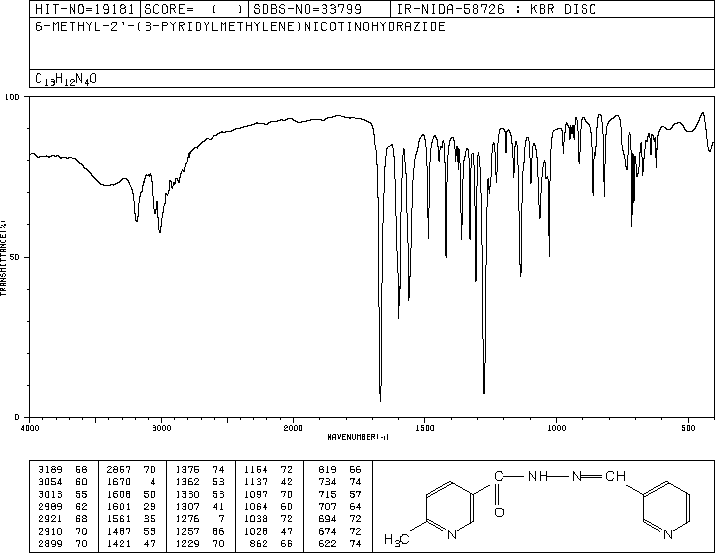 HIT-NO=19181 SCORE= ( ) SDBS-NO=33799 IR-NIDA-58726 : KBR DISC
6-METHYL-2'-(3-PYRIDYLMETHYLENE)NICOTINOHYDRAZIDE
C13H12N4O
100
50
0
TRANSMITTANCE(%)
4000 3000 2000 1500 1000 500
WAVENUMBER(-1)
3189 58 2867 70 1376 74 1164 72 819 66
3054 60 1670 4 1362 53 1137 42 734 74
3013 55 1608 50 1330 53 1097 70 715 57
2989 62 1601 29 1307 41 1064 60 707 64
2921 68 1561 35 1276 7 1038 72 694 72
2910 70 1487 53 1257 86 1028 47 674 72
2899 70 1421 47 1229 70 862 66 622 74
C NH N CH
O
H3C N N